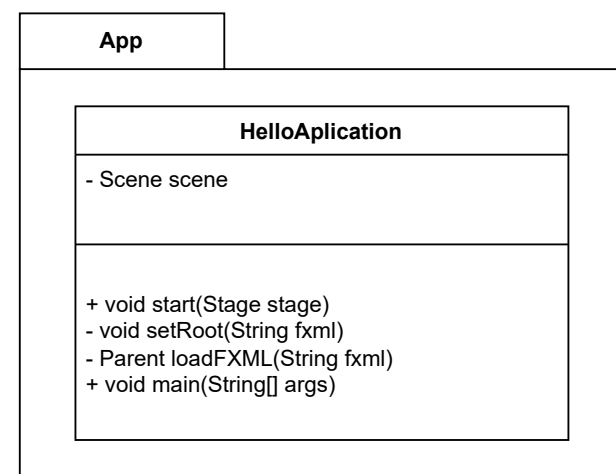 App
HelloAplication
- Scene scene
+ void start(Stage stage)
- void setRoot(String fxml)
- Parent loadFXML(String fxml)
+ void main(String[] args)